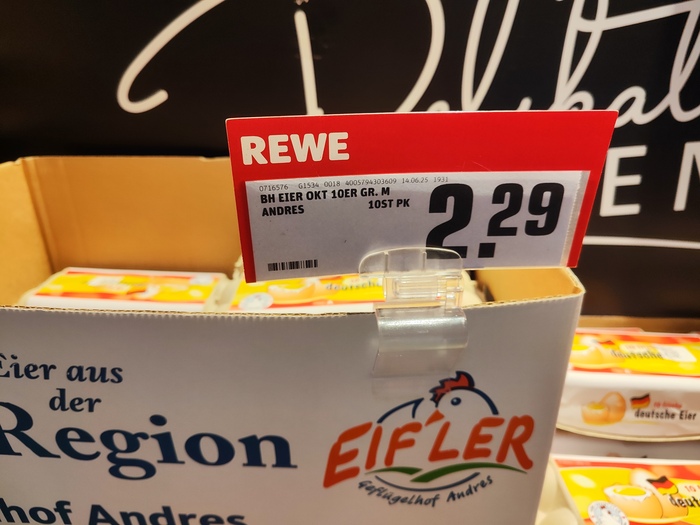 REWE
0716576 G1534 0018 4005794303609 14.06.25 1931
BH EIER OKT 10ER GR. M
ANDRES 10ST PK
2.29
deutsche
Eier aus
der
Region
EIFLER
Geflügelhof Andres
hof Andres
deutsche Eier